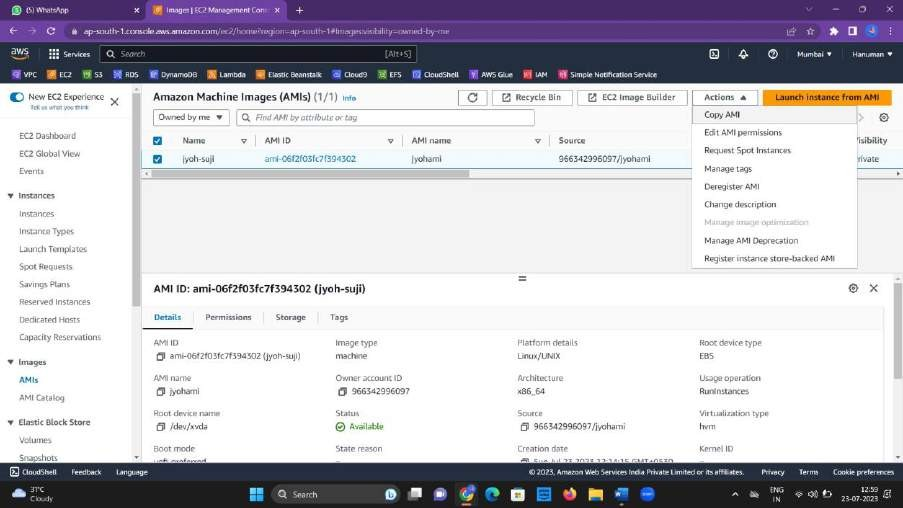 (5) WhatsApp
Images | EC2 Management Cons
ap-south-1.console.aws.amazon.com/ec2/home?region=ap-south-1#Images:visibility=owned-by-me
aws
Services
Search
[Alt+S]
Mumbai
Hanuman
VPC
EC2
S3
RDS
DynamoDB
Lambda
Elastic Beanstalk
Cloud9
EFS
CloudShell
AWS Glue
IAM
Simple Notification Service
New EC2 Experience
Tell us what you think
EC2 Dashboard
EC2 Global View
Events
Instances
Instances
Instance Types
Launch Templates
Spot Requests
Savings Plans
Reserved Instances
Dedicated Hosts
Capacity Reservations
Images
AMIs
AMI Catalog
Elastic Block Store
Volumes
Snapshots
Amazon Machine Images (AMIs) (1/1) Info
Recycle Bin
EC2 Image Builder
Actions
Launch instance from AMI
Owned by me
Find AMI by attribute or tag
Copy AMI
Edit AMI permissions
Request Spot Instances
Manage tags
Deregister AMI
Change description
Manage image optimization
Manage AMI Deprecation
Register instance store-backed AMI
Name
AMI ID
AMI name
Source
Visibility
jyoh-suji
ami-06f2f03fc7f394302
jyohami
966342996097/jyohami
Private
AMI ID: ami-06f2f03fc7f394302 (jyoh-suji)
Details
Permissions
Storage
Tags
AMI ID
ami-06f2f03fc7f394302 (jyoh-suji)
Image type
machine
Platform details
Linux/UNIX
Root device type
EBS
AMI name
jyohami
Owner account ID
966342996097
Architecture
x86_64
Usage operation
RunInstances
Root device name
/dev/xvda
Status
Available
Source
966342996097/jyohami
Virtualization type
hvm
Boot mode
uefi-preferred
State reason
–
Creation date
Kernel ID
–
CloudShell
Feedback
Language
© 2023, Amazon Web Services India Private Limited or its affiliates.
Privacy
Terms
Cookie preferences
31°C
Cloudy
Search
ENG
IN
12:59
23-07-2023